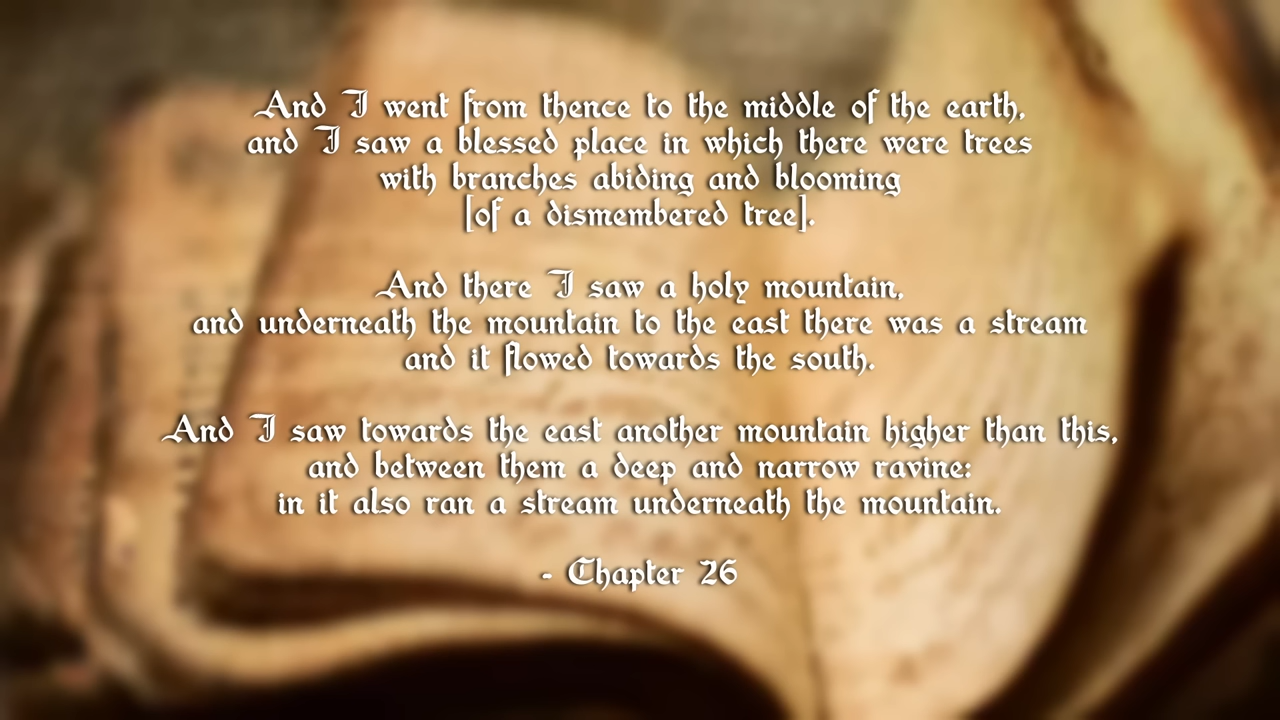 And I went from thence to the middle of the earth,
and I saw a blessed place in which there were trees
with branches abiding and blooming
[of a dismembered tree].
And there I saw a holy mountain,
and underneath the mountain to the east there was a stream
and it flowed towards the south.
And I saw towards the east another mountain higher than this,
and between them a deep and narrow ravine:
in it also ran a stream underneath the mountain.
- Chapter 26